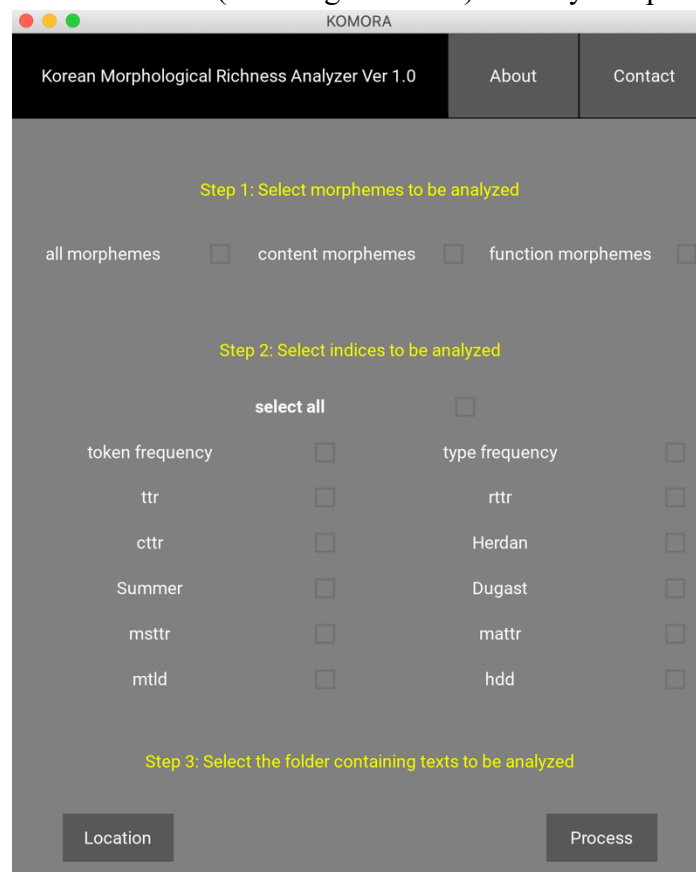 KOMORA
Korean Morphological Richness Analyzer Ver 1.0 About Contact
Step 1: Select morphemes to be analyzed
all morphemes content morphemes function morphemes
Step 2: Select indices to be analyzed
select all
token frequency type frequency
ttr rttr
cttr Herdan
Summer Dugast
msttr mattr
mtld hdd
Step 3: Select the folder containing texts to be analyzed
Location Process